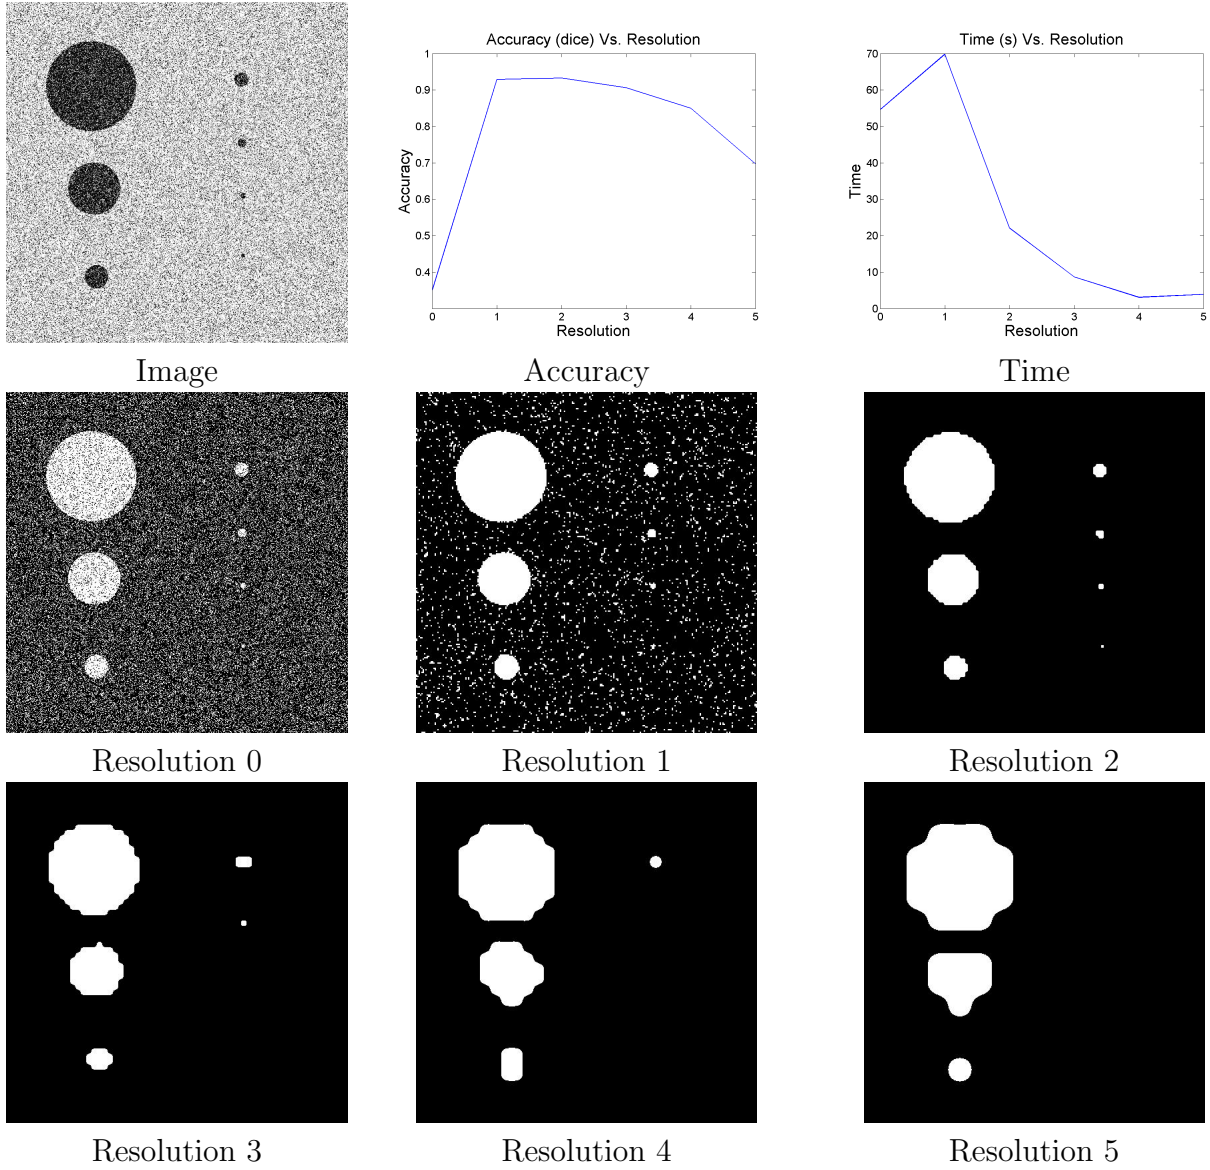 Accuracy (dice) Vs. Resolution
1
0.9
0.8
0.7
0.6
0.5
0.4
0 1 2 3 4 5
Accuracy
Resolution
Time (s) Vs. Resolution
70
60
50
40
30
20
10
0
0 1 2 3 4 5
Time
Resolution
Image
Accuracy
Time
Resolution 0
Resolution 1
Resolution 2
Resolution 3
Resolution 4
Resolution 5